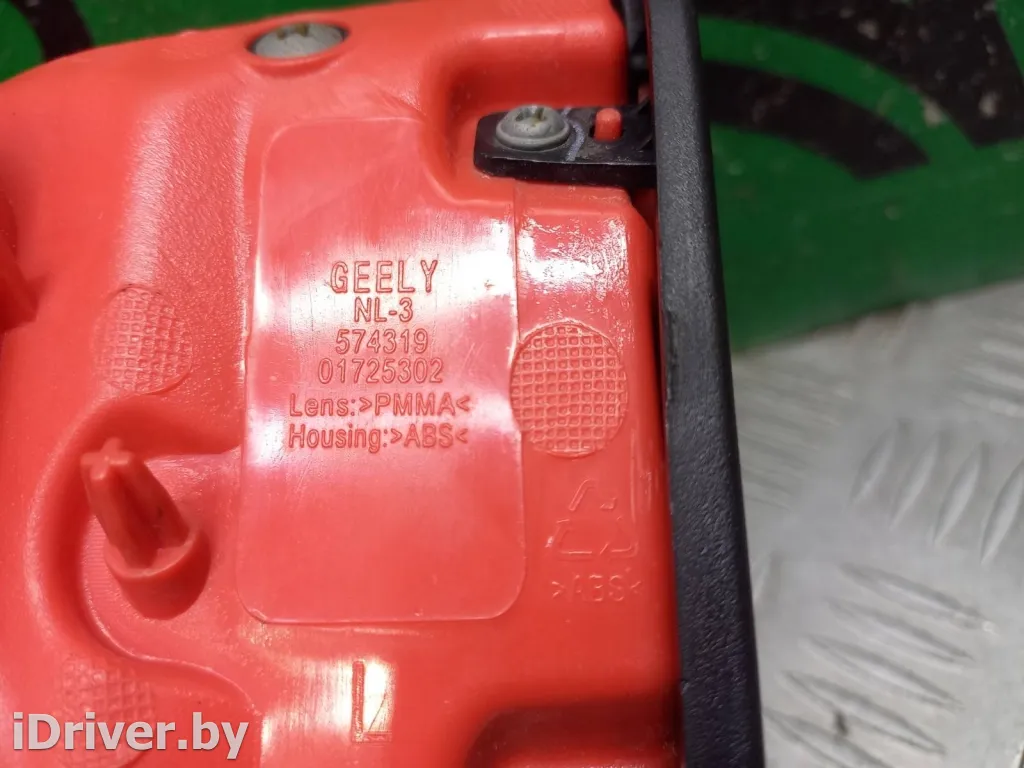 GEELY
NL-3
574319
01725302
Lens:>PMMA<
Housing:>ABS<
>ABS<
L
iDriver.by